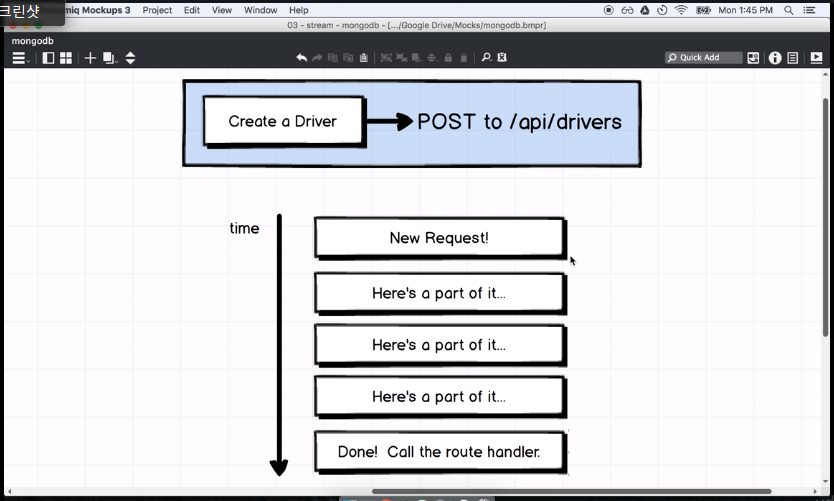 크린샷
Mockups 3 Project Edit View Window Help
Mon 1:45 PM
03 - stream - mongodb - [.../Google Drive/Mocks/mongodb.bmpr]
mongodb
Quick Add
Create a Driver
POST to /api/drivers
time
New Request!
Here's a part of it...
Here's a part of it...
Here's a part of it...
Done! Call the route handler.